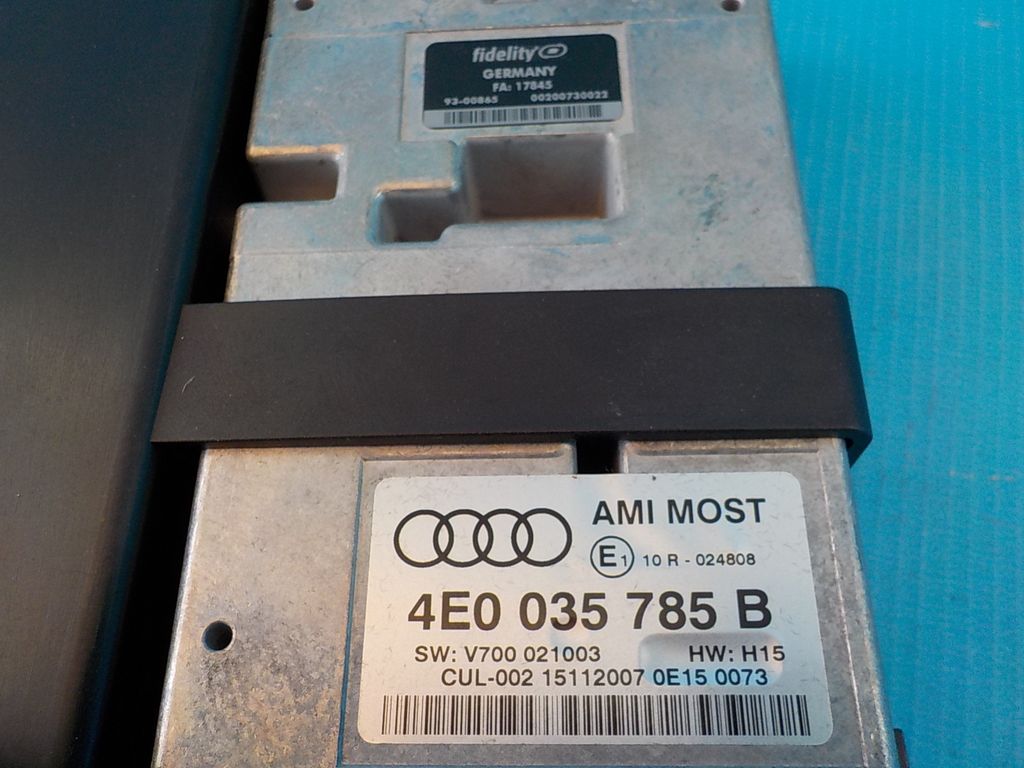 fidelity
GERMANY
FA: 17845
93-00865 00200730022
AMI MOST
E1 10 R - 024808
4E0 035 785 B
SW: V700 021003 HW: H15
CUL-002 15112007 0E15 0073